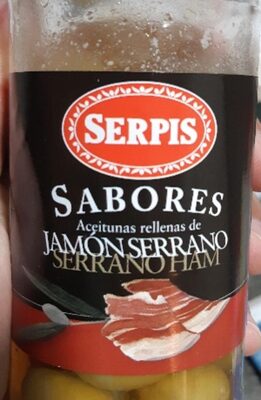 SERPIS
SABORES
Aceitunas rellenas de
JAMÓN SERRANO
SERRANO HAM